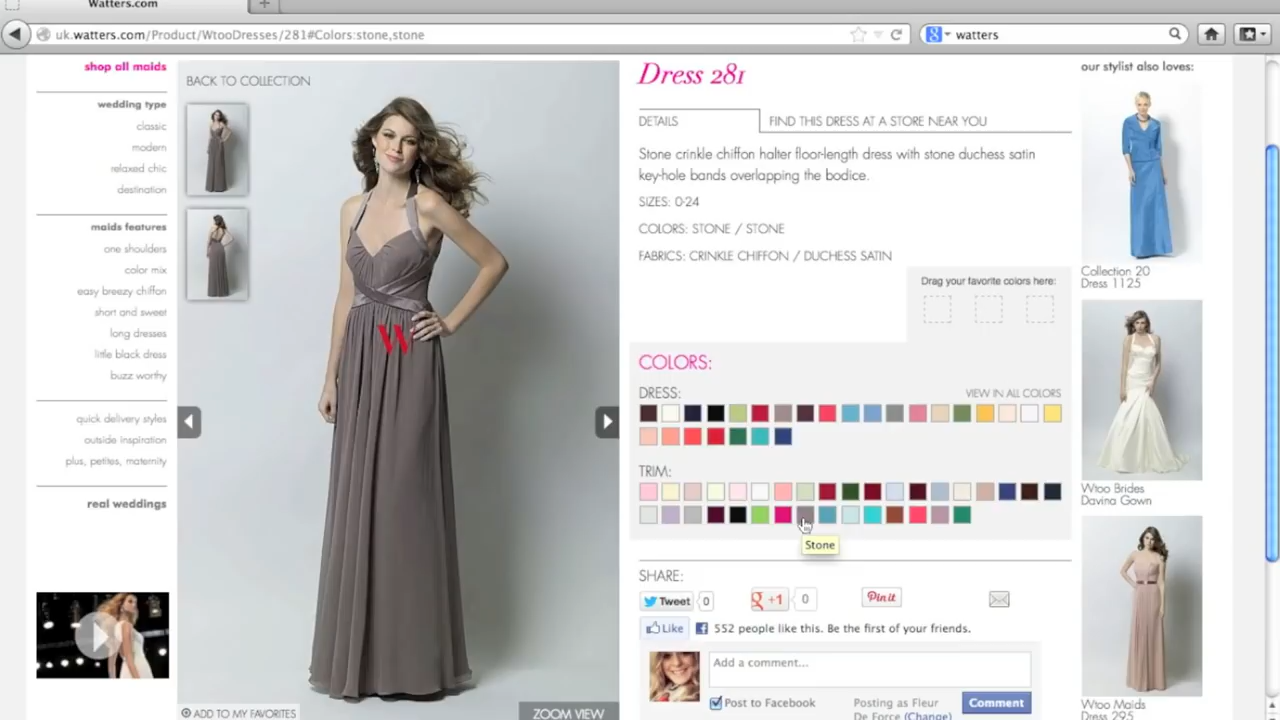 Watters.com
uk.watters.com/Product/WtooDresses/281#Colors:stone,stone
watters
shop all maids
wedding type
classic
modern
relaxed chic
destination
maids features
one shoulders
color mix
easy breezy chiffon
short and sweet
long dresses
little black dress
buzz worthy
quick delivery styles
outside inspiration
plus, petites, maternity
real weddings
BACK TO COLLECTION
W
ADD TO MY FAVORITES
ZOOM VIEW
Dress 281
DETAILS
FIND THIS DRESS AT A STORE NEAR YOU
Stone crinkle chiffon halter floor-length dress with stone duchess satin
key-hole bands overlapping the bodice.
SIZES: 0-24
COLORS: STONE / STONE
FABRICS: CRINKLE CHIFFON / DUCHESS SATIN
Drag your favorite colors here:
COLORS:
DRESS:
VIEW IN ALL COLORS
TRIM:
Stone
SHARE:
Tweet 0
g +1 0
Pin it
Like
f 552 people like this. Be the first of your friends.
Add a comment...
Post to Facebook
Posting as Fleur
De Force (Change)
Comment
our stylist also loves:
Collection 20
Dress 1125
Wtoo Brides
Davina Gown
Wtoo Maids
Dress 295